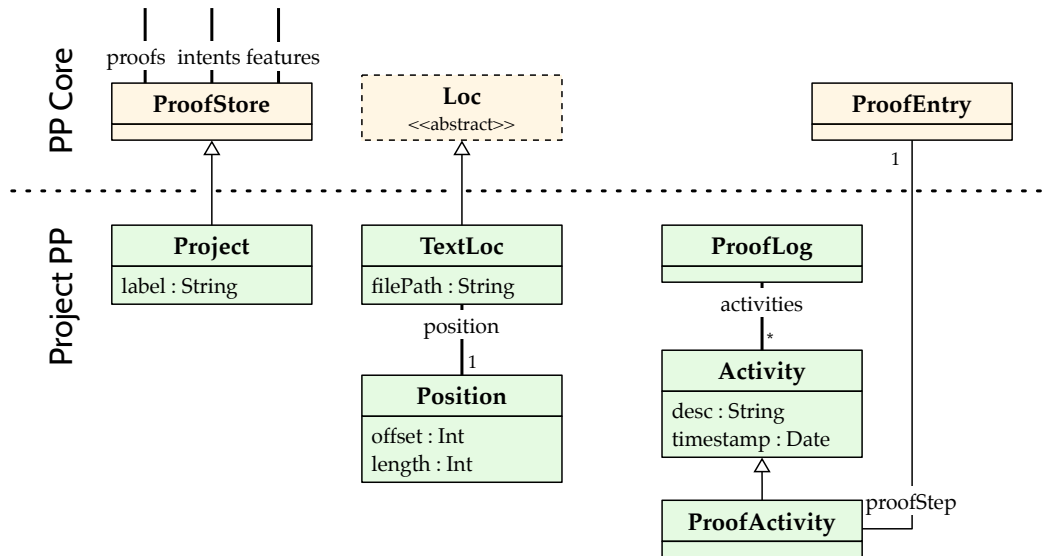 proofs intents features
PP Core
ProofStore
Loc
<<abstract>>
ProofEntry
1
Project PP
Project
label : String
TextLoc
filePath : String
position
1
Position
offset : Int
length : Int
ProofLog
activities
*
Activity
desc : String
timestamp : Date
proofStep
ProofActivity